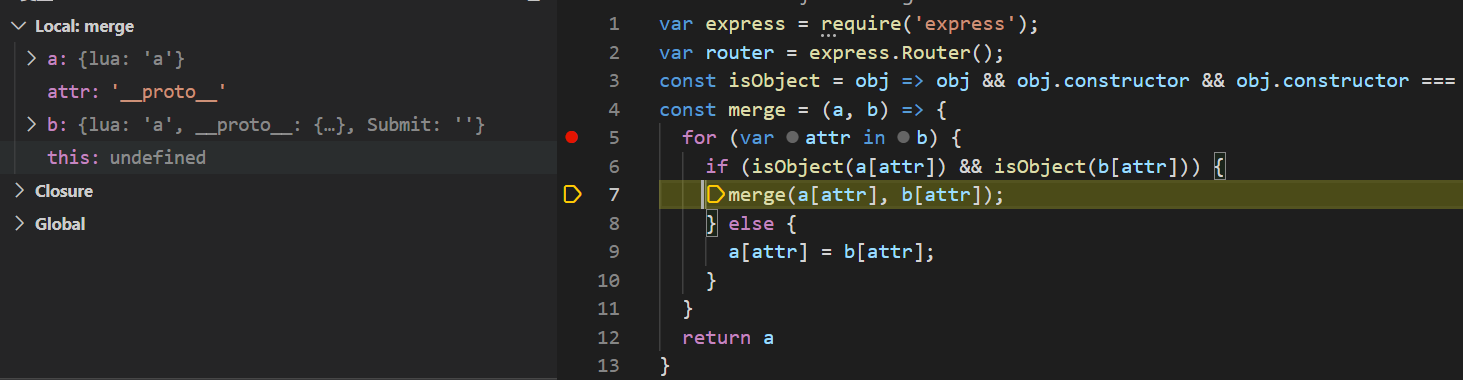 Local: merge
a: {lua: 'a'}
attr: '__proto__'
b: {lua: 'a', __proto__: {…}, Submit: ''}
this: undefined
Closure
Global
1 var express = require('express');
2 var router = express.Router();
3 const isObject = obj => obj && obj.constructor && obj.constructor ===
4 const merge = (a, b) => {
5 for (var attr in b) {
6 if (isObject(a[attr]) && isObject(b[attr])) {
7 merge(a[attr], b[attr]);
8 } else {
9 a[attr] = b[attr];
10 }
11 }
12 return a
13 }